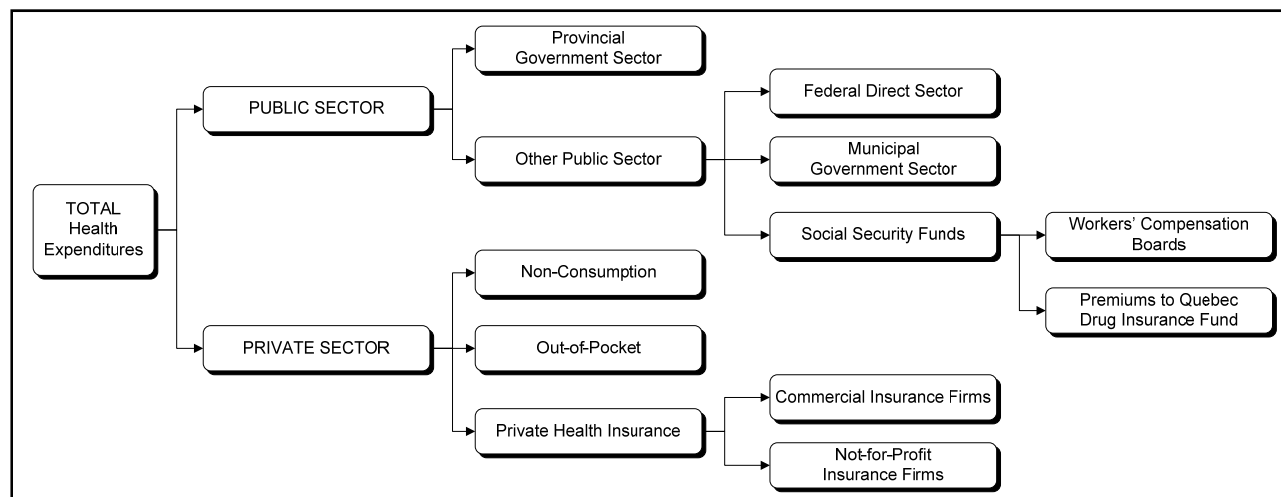 TOTAL
Health
Expenditures
PUBLIC SECTOR
Provincial
Government Sector
Other Public Sector
Federal Direct Sector
Municipal
Government Sector
Social Security Funds
Workers' Compensation
Boards
Premiums to Quebec
Drug Insurance Fund
PRIVATE SECTOR
Non-Consumption
Out-of-Pocket
Private Health Insurance
Commercial Insurance Firms
Not-for-Profit
Insurance Firms